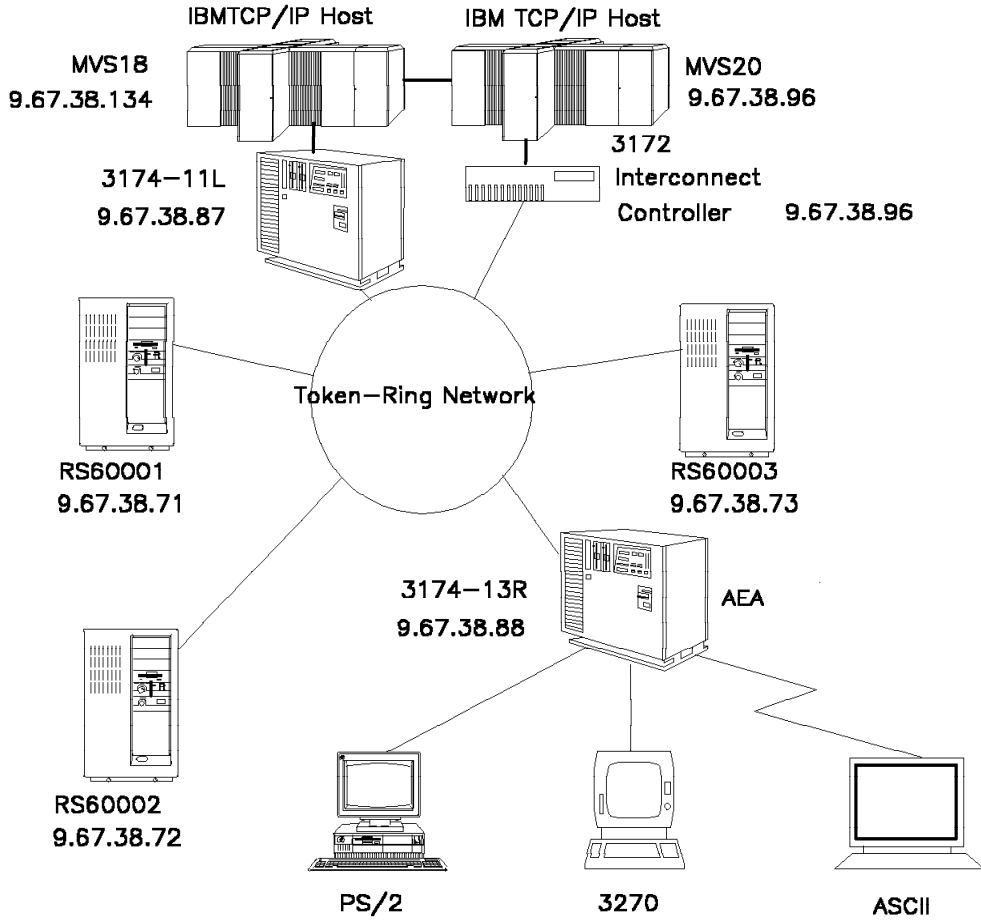 IBMTCP/IP Host
IBM TCP/IP Host
MVS18
9.67.38.134
MVS20
9.67.38.96
3172
Interconnect
Controller 9.67.38.96
3174-11L
9.67.38.87
Token-Ring Network
RS60001
9.67.38.71
RS60003
9.67.38.73
3174-13R
9.67.38.88
AEA
RS60002
9.67.38.72
PS/2
3270
ASCII